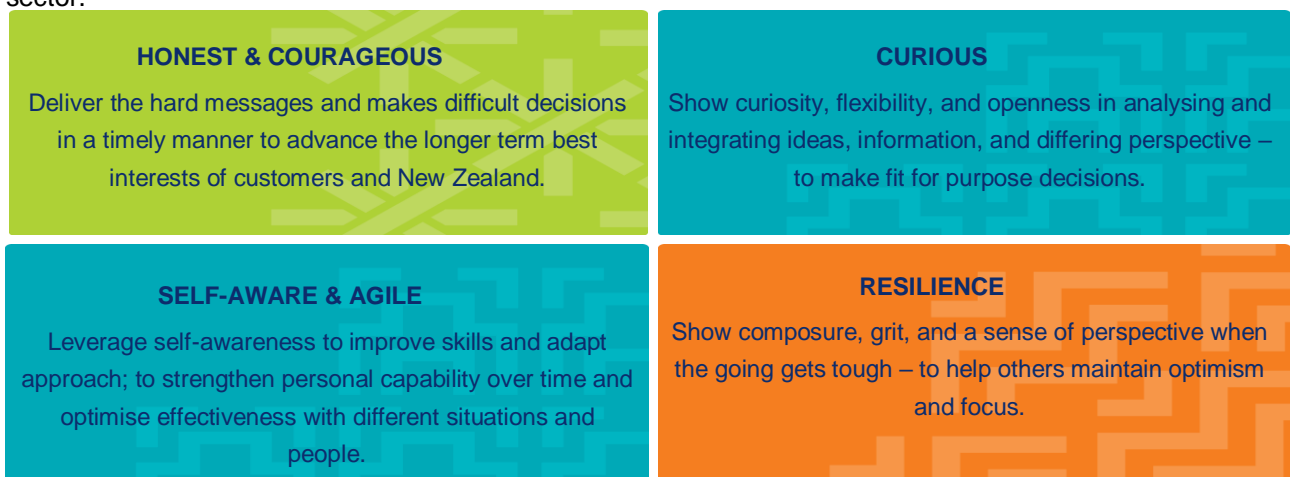 sector.
HONEST & COURAGEOUS
Deliver the hard messages and makes difficult decisions
in a timely manner to advance the longer term best
interests of customers and New Zealand.
CURIOUS
Show curiosity, flexibility, and openness in analysing and
integrating ideas, information, and differing perspective –
to make fit for purpose decisions.
SELF-AWARE & AGILE
Leverage self-awareness to improve skills and adapt
approach; to strengthen personal capability over time and
optimise effectiveness with different situations and
people.
RESILIENCE
Show composure, grit, and a sense of perspective when
the going gets tough – to help others maintain optimism
and focus.